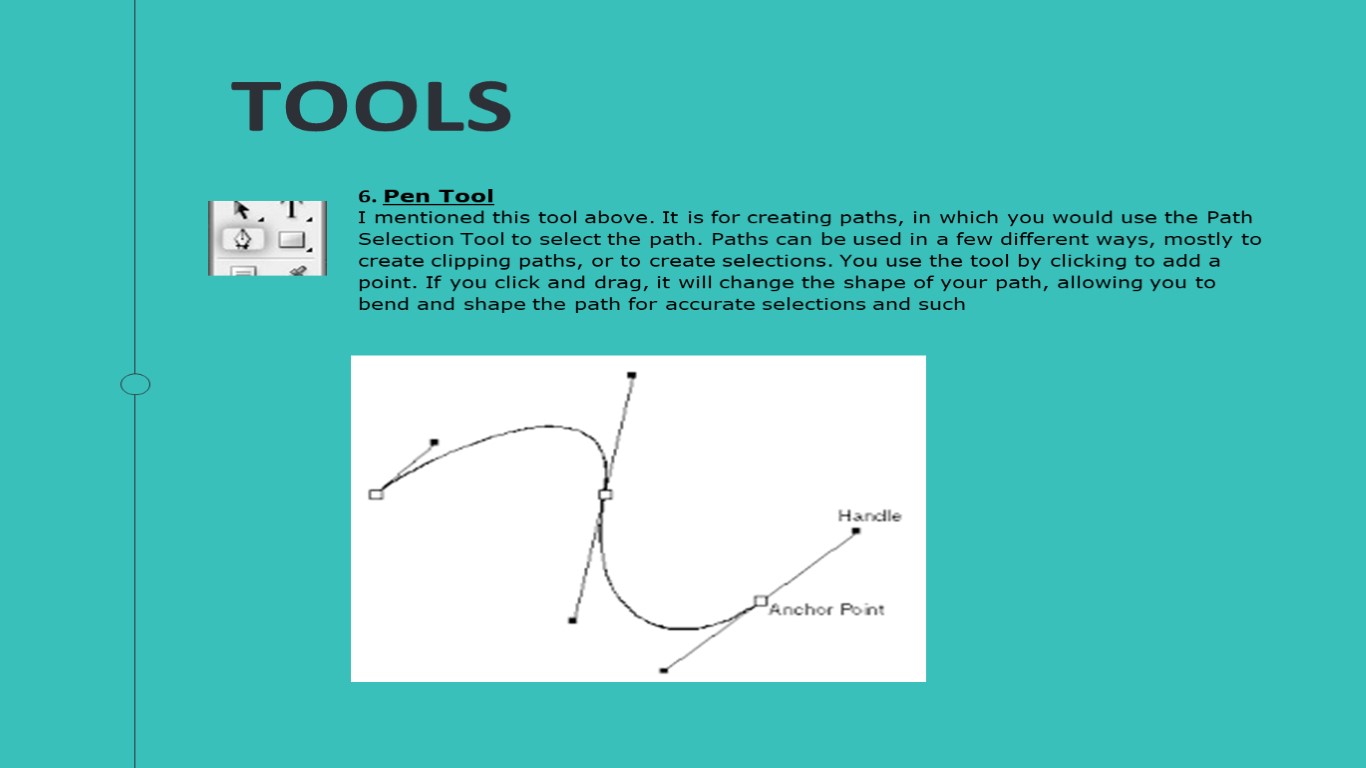 TOOLS
6. Pen Tool
I mentioned this tool above. It is for creating paths, in which you would use the Path
Selection Tool to select the path. Paths can be used in a few different ways, mostly to
create clipping paths, or to create selections. You use the tool by clicking to add a
point. If you click and drag, it will change the shape of your path, allowing you to
bend and shape the path for accurate selections and such
Handle
Anchor Point